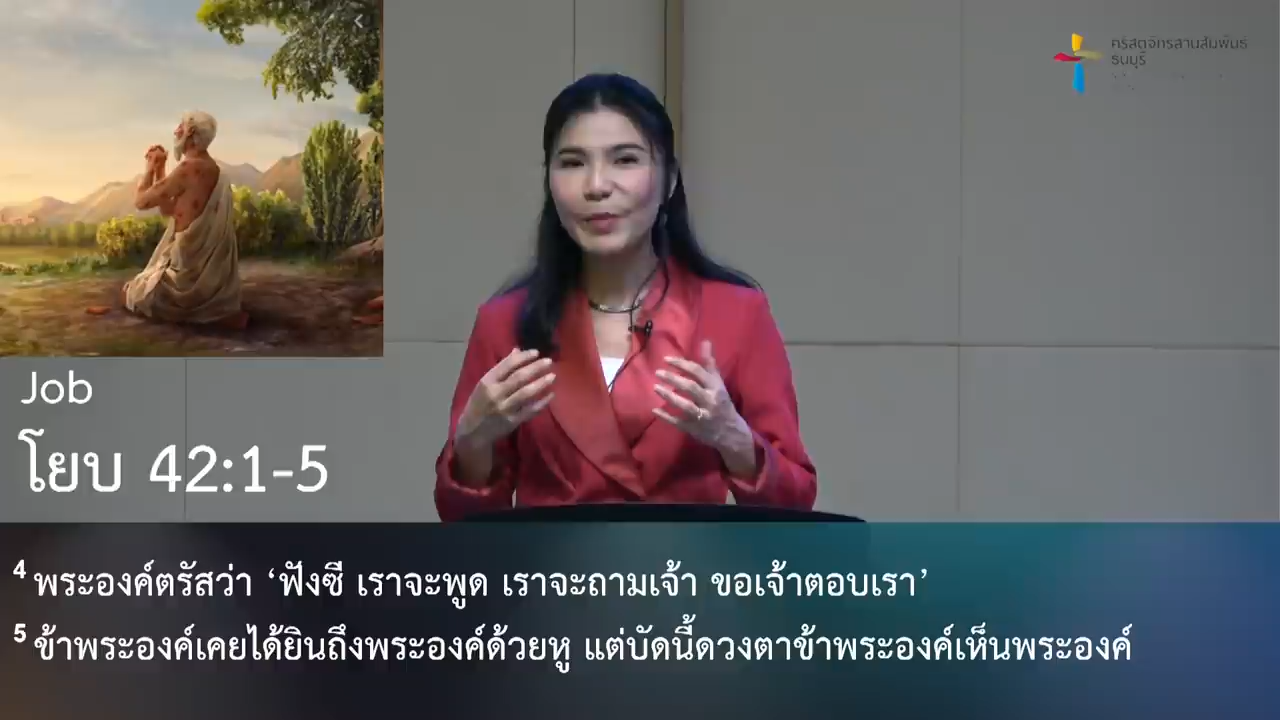 คริสตจักรสานสัมพันธ์
ธนบุรี
Job
โยบ 42:1-5
4 พระองค์ตรัสว่า ‘ฟังซี เราจะพูด เราจะถามเจ้า ขอเจ้าตอบเรา’
5 ข้าพระองค์เคยได้ยินถึงพระองค์ด้วยหู แต่บัดนี้ดวงตาข้าพระองค์เห็นพระองค์